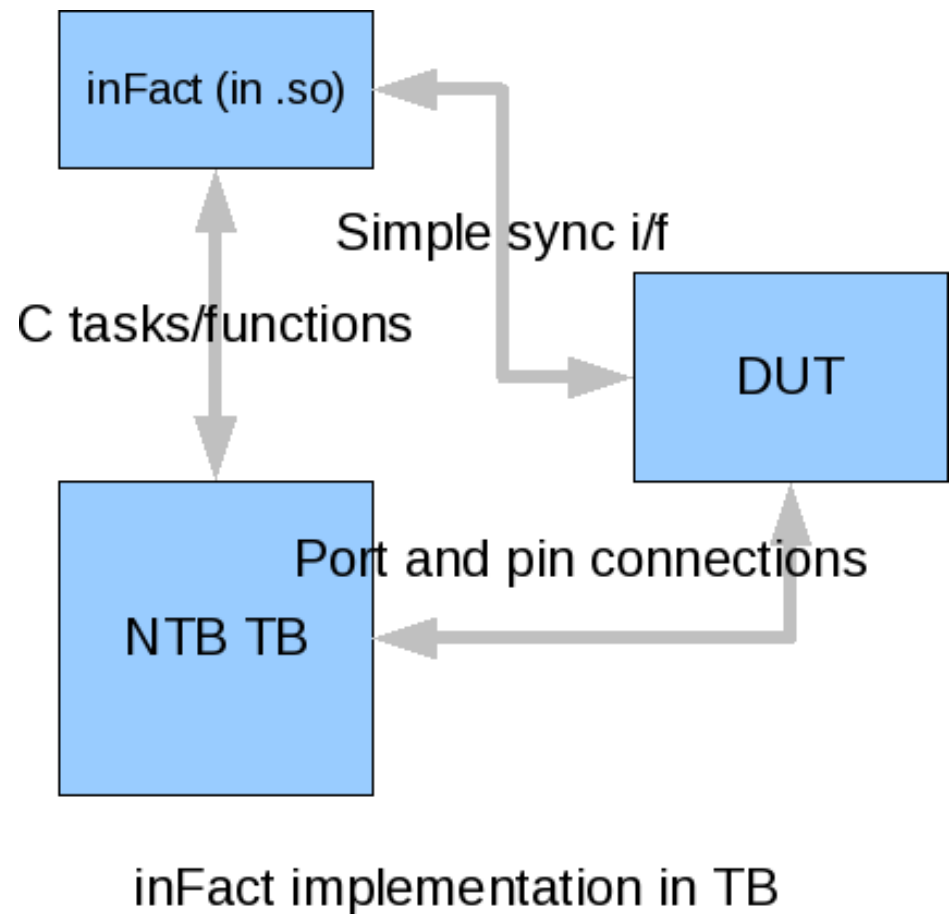 inFact (in .so)
Simple sync i/f
C tasks/functions
DUT
Port and pin connections
NTB TB
inFact implementation in TB